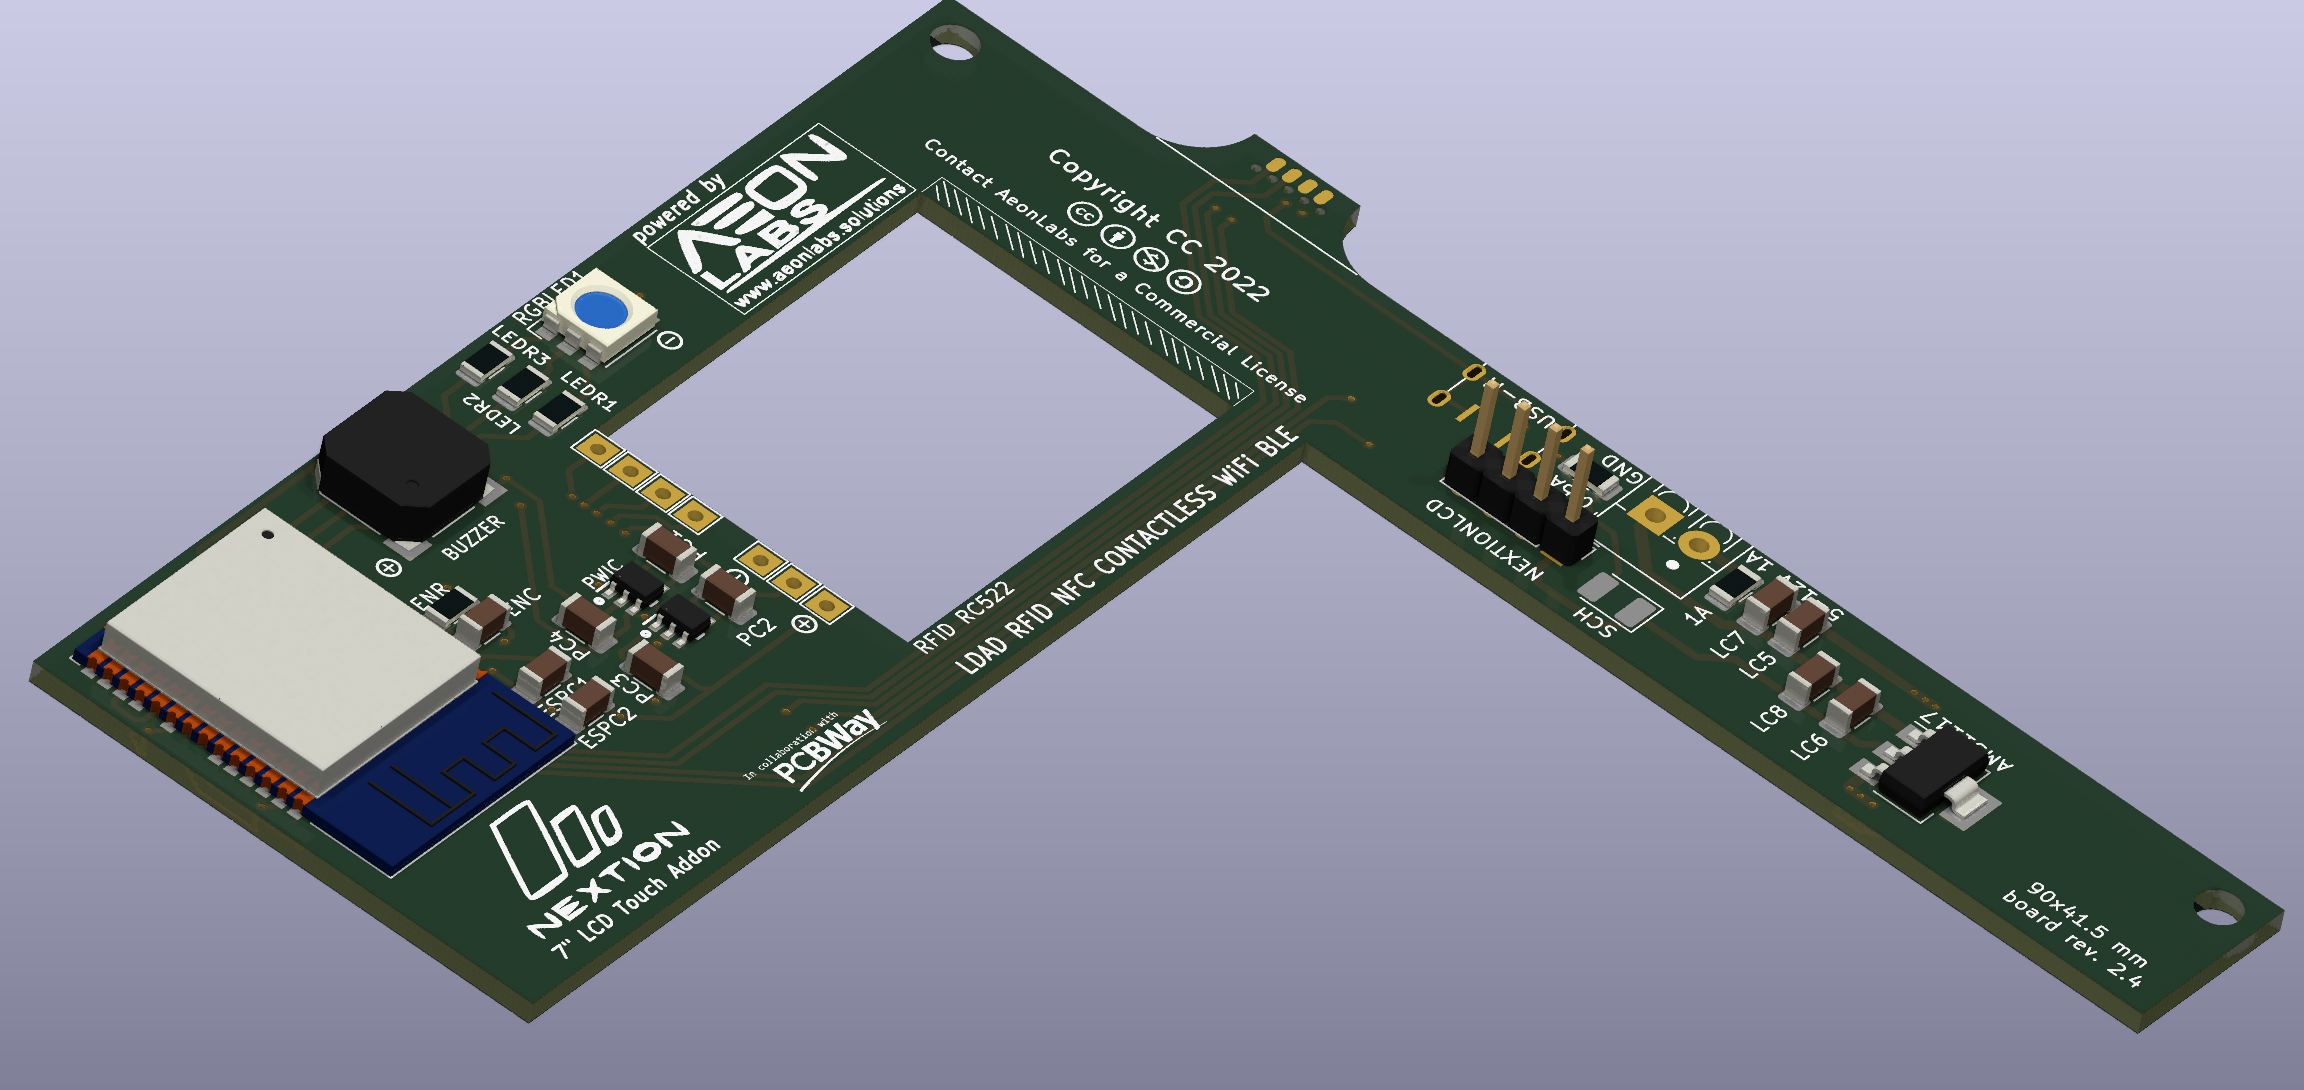 powered by
AEON
LABS
www.aeonlabs.solutions
Copyright CC 2022
Contact AeonLabs for a Commercial License
RGBLED1
LEDR3
LEDR2
LEDR1
BUZZER
ENR
ENC
PWIC
PC4
PC2
PC3
ESPC1
ESPC2
RFID RC522
LDAD RFID NFC CONTACTLESS WiFi BLE
In collaboration with
PCBWay
NEXTION
7" LCD Touch Addon
GND
NEXTIONLCD
SCH
1A
LC7
LC5
LC8
LC6
90x41.5 mm
board rev. 2.4